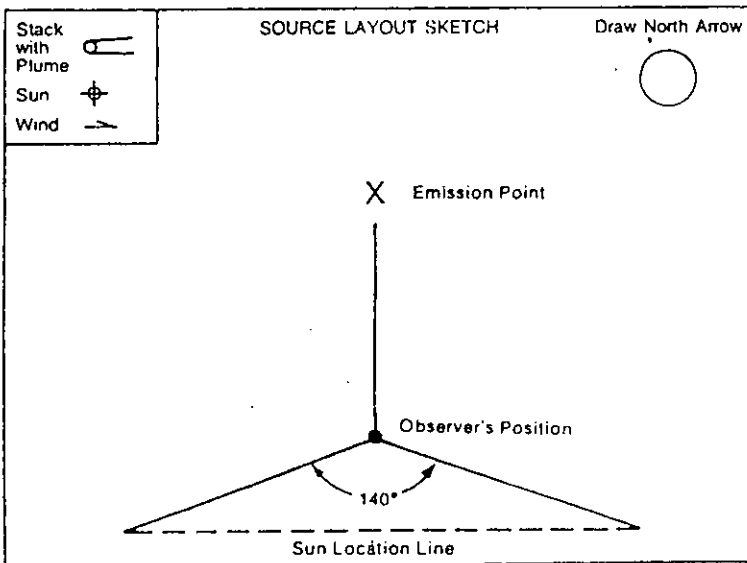 Stack
with
Plume
Sun
Wind
SOURCE LAYOUT SKETCH
Draw North Arrow
X Emission Point
Observer's Position
140°
Sun Location Line